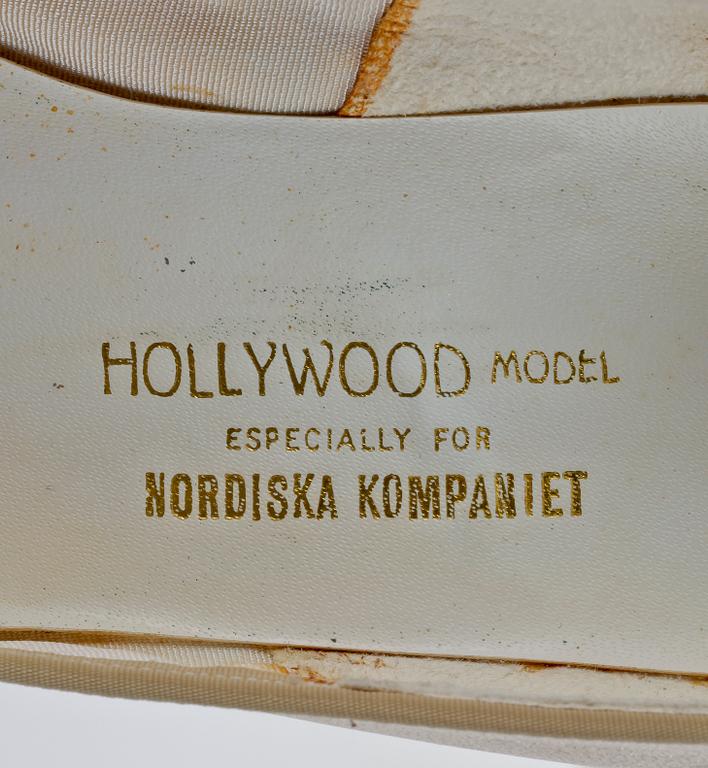 HOLLYWOOD MODEL
ESPECIALLY FOR
NORDISKA KOMPANIET